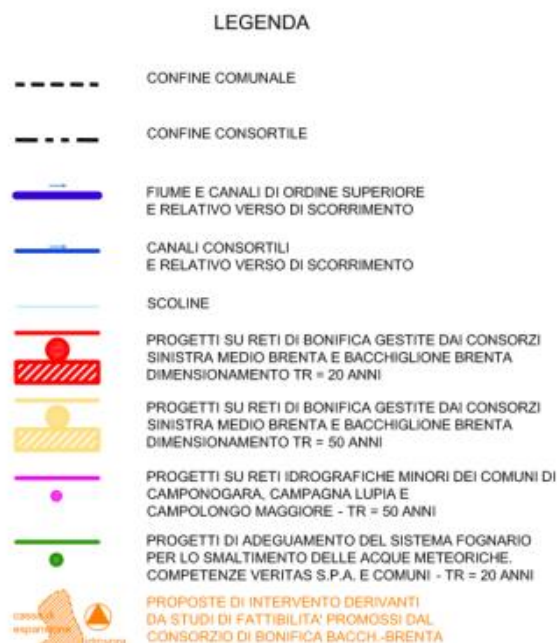 LEGENDA
CONFINE COMUNALE
CONFINE CONSORTILE
FIUME E CANALI DI ORDINE SUPERIORE
E RELATIVO VERSO DI SCORRIMENTO
CANALI CONSORTILI
E RELATIVO VERSO DI SCORRIMENTO
SCOLINE
PROGETTI SU RETI DI BONIFICA GESTITE DAI CONSORZI
SINISTRA MEDIO BRENTA E BACCHIGLIONE BRENTA
DIMENSIONAMENTO TR = 20 ANNI
PROGETTI SU RETI DI BONIFICA GESTITE DAI CONSORZI
SINISTRA MEDIO BRENTA E BACCHIGLIONE BRENTA
DIMENSIONAMENTO TR = 50 ANNI
PROGETTI SU RETI IDROGRAFICHE MINORI DEI COMUNI DI
CAMPONOGARA, CAMPAGNA LUPIA E
CAMPOLONGO MAGGIORE - TR = 50 ANNI
PROGETTI DI ADEGUAMENTO DEL SISTEMA FOGNARIO
PER LO SMALTIMENTO DELLE ACQUE METEORICHE.
COMPETENZE VERITAS S.P.A. E COMUNI - TR = 20 ANNI
cassa di
espansione
idrovora
PROPOSTE DI INTERVENTO DERIVANTI
DA STUDI DI FATTIBILITA' PROMOSSI DAL
CONSORZIO DI BONIFICA BACCH.-BRENTA